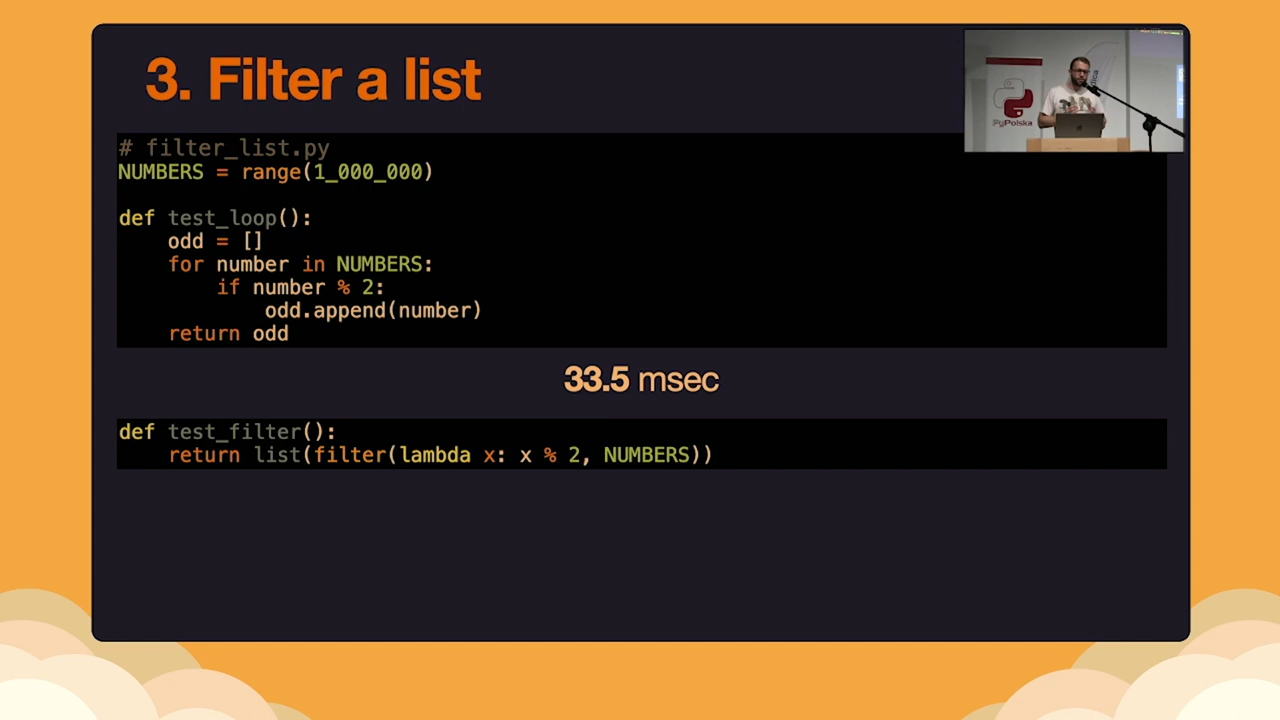 3. Filter a list
# filter_list.py
NUMBERS = range(1_000_000)
def test_loop():
    odd = []
    for number in NUMBERS:
        if number % 2:
            odd.append(number)
    return odd
33.5 msec
def test_filter():
    return list(filter(lambda x: x % 2, NUMBERS))
PyPolska